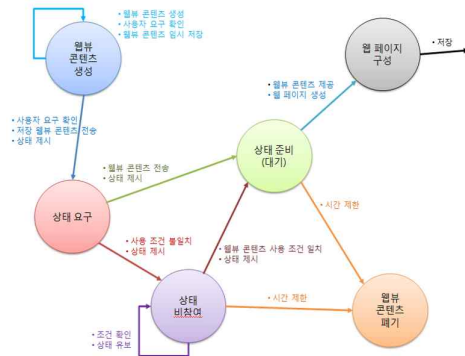 • 웹뷰 콘텐츠 생성
• 사용자 요구 확인
• 웹뷰 콘텐츠 임시 저장
웹뷰
콘텐츠
생성
웹 페이지
구성
• 저장
• 웹뷰 콘텐츠 제공
• 웹 페이지 생성
• 사용자 요구 확인
• 저장 웹뷰 콘텐츠 전송
• 상태 제시
상태 준비
(대기)
• 웹뷰 콘텐츠 전송
• 상태 제시
상태 요구
• 시간 제한
• 사용 조건 불일치
• 상태 제시
• 웹뷰 콘텐츠 사용 조건 일치
• 상태 제시
상태
비참여
• 시간 제한
웹뷰
콘텐츠
폐기
• 조건 확인
• 상태 유보